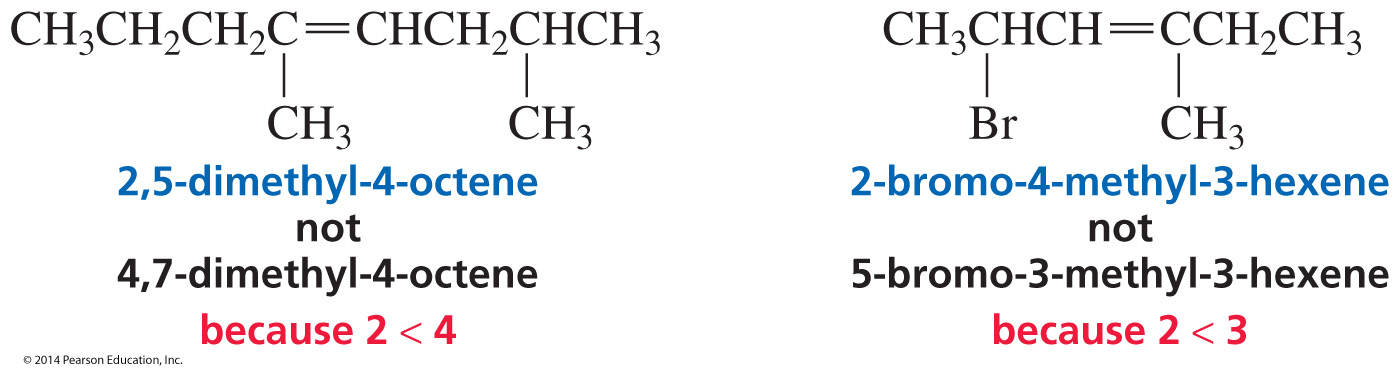 CH₃CH₂CH₂C=CHCH₂CHCH₃
CH₃ CH₃
2,5-dimethyl-4-octene
not
4,7-dimethyl-4-octene
because 2 < 4
CH₃CHCH=CCH₂CH₃
Br CH₃
2-bromo-4-methyl-3-hexene
not
5-bromo-3-methyl-3-hexene
because 2 < 3
© 2014 Pearson Education, Inc.